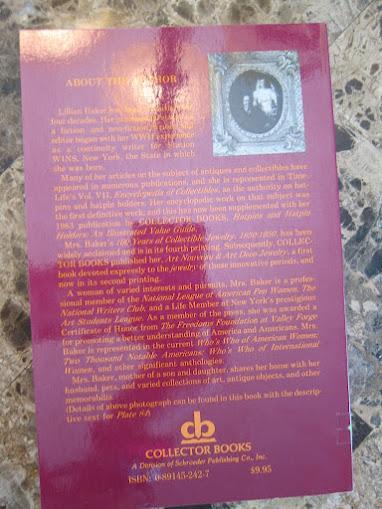 ABOUT THE AUTHOR
Lillian Baker has
four decades. Her
a fiction and non-fiction
editor began with her WWII experience
as a continuity writer for Station
WINS, New York, the State in which
she was born.
Many of her articles on the subject of antiques and collectibles have
appeared in numerous publications, and she is represented in Time-
Life's Vol. VII, Encyclopedia of Collectibles, as the authority on hat-
pins and hatpin holders. Her encyclopedic work on that subject was
the first definitive work, and this has now been supplemented with her
1983 publication COLLECTOR BOOKS, Hatpins and Hatpin
Holders: An Illustrated Value Guide.
Mrs. Baker's 100 Years of Collectible Jewelry: 1850-1950, has been
widely acclaimed and is in its fourth printing. Subsequently, COLLEC-
TOR BOOKS published her, Art Nouveau & Art Deco Jewelry, a first
book devoted expressly to the jewelry of those innovative periods, and
now in its second printing.
A woman of varied interests and pursuits, Mrs. Baker is a profes-
sional member of the National League of American Pen Women, The
National Writers Club, and a Life Member of New York's prestigious
Art Students League. As a member of the press, she was awarded a
Certificate of Honor from The Freedoms Foundation at Valley Forge
for promoting a better understanding of America and Americans. Mrs.
Baker is represented in the current Who's Who of American Women,
Two Thousand Notable Americans; Who's Who of International
Women, and other significant anthologies.
Mrs. Baker, mother of a son and daughter, shares her home with her
husband, pets, and varied collections of art, antique objects, and other
memorabilia.
(Details of above photograph can be found in this book with the descrip-
tive text for Plate 84)
cb
COLLECTOR BOOKS
A Division of Schroeder Publishing Co., Inc.
ISBN: 0-89145-242-7 $9.95